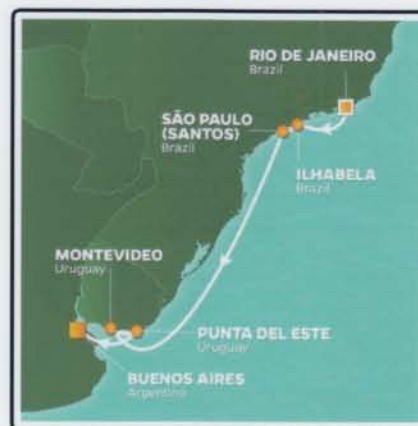 RIO DE JANEIRO
Brazil
SÃO PAULO
(SANTOS)
Brazil
ILHABELA
Brazil
MONTEVIDEO
Uruguay
PUNTA DEL ESTE
Uruguay
BUENOS AIRES
Argentina